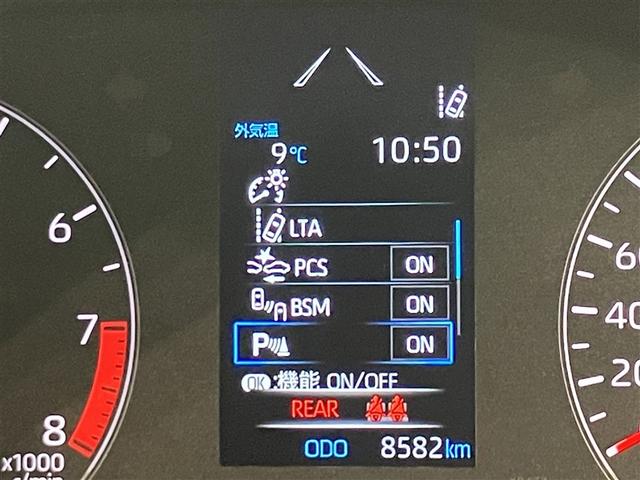 外気温
9℃ 10:50
LTA
PCS ON
BSM ON
P ON
OK :機能 ON/OFF
REAR
ODO 8582km
6
7
8
x1000
60
40
20